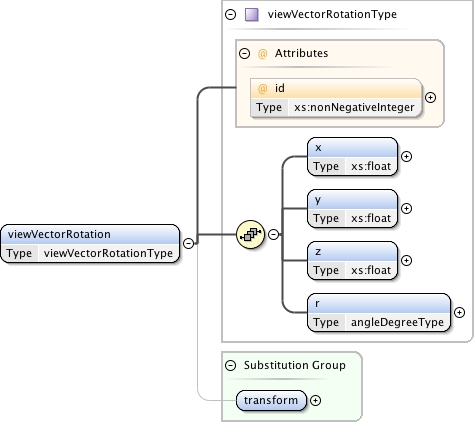 viewVectorRotationType
@ Attributes
@ id
Type xs:nonNegativeInteger
x
Type xs:float
y
Type xs:float
z
Type xs:float
r
Type angleDegreeType
viewVectorRotation
Type viewVectorRotationType
Substitution Group
transform